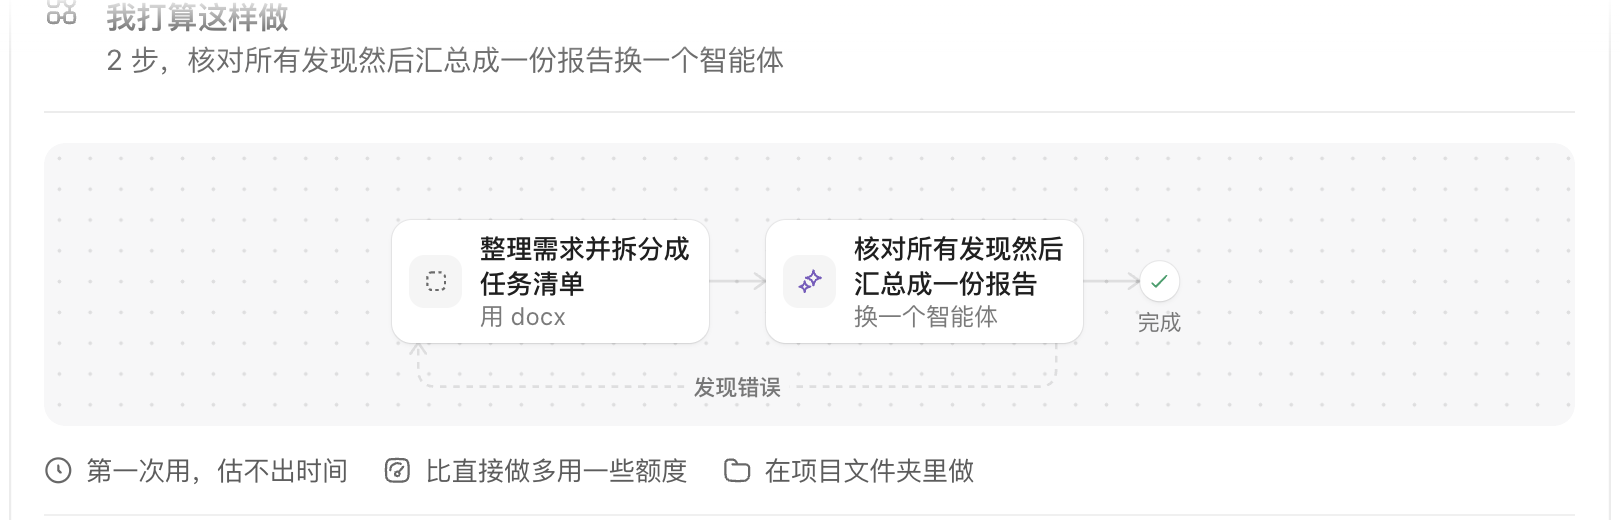 我打算这样做
2 步，核对所有发现然后汇总成一份报告换一个智能体
整理需求并拆分成
任务清单
用 docx
核对所有发现然后
汇总成一份报告
换一个智能体
完成
发现错误
第一次用，估不出时间
比直接做多用一些额度
在项目文件夹里做